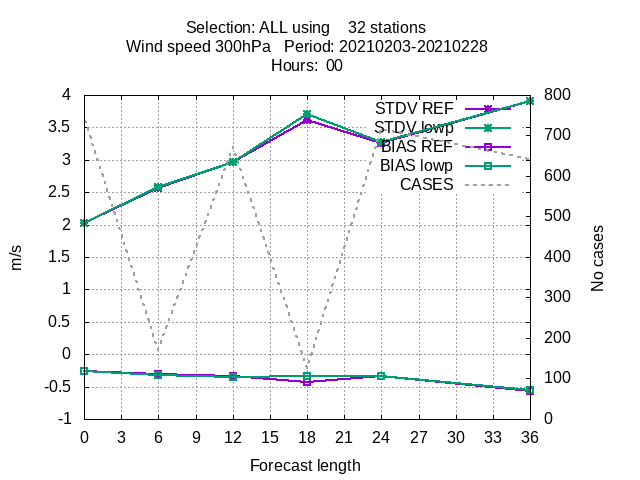 Selection: ALL using 32 stations
Wind speed 300hPa Period: 20210203-20210228
Hours: 00
4
3.5
3
2.5
2
1.5
1
0.5
0
-0.5
-1
m/s
STDV REF
STDV lowp
BIAS REF
BIAS lowp
CASES
800
700
600
500
400
300
200
100
0
No cases
0 3 6 9 12 15 18 21 24 27 30 33 36
Forecast length